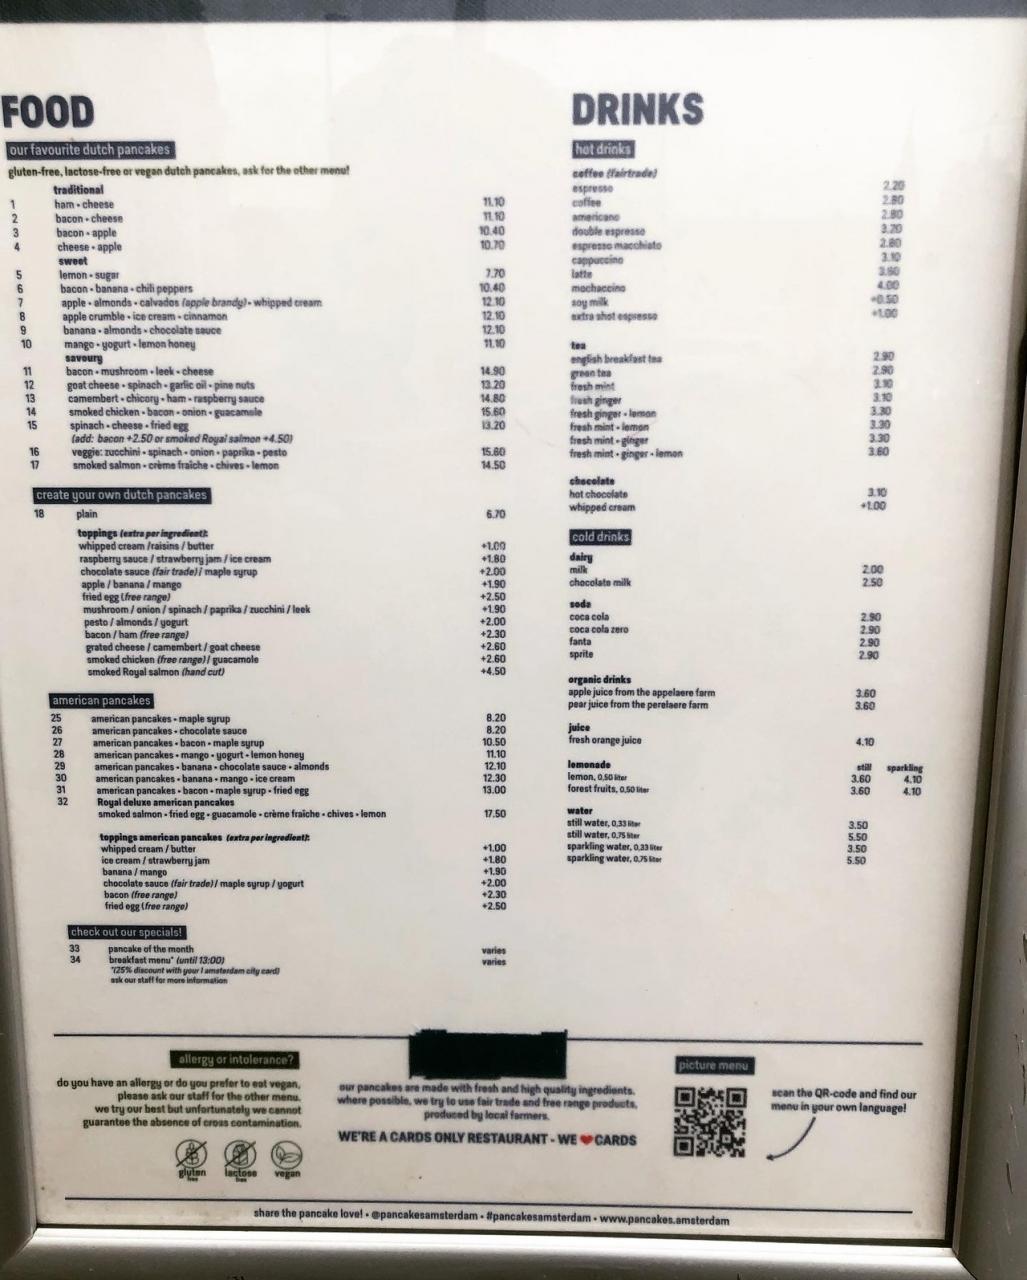 FOOD
our favourite dutch pancakes
gluten-free, lactose-free or vegan dutch pancakes, ask for the other menu!
traditional
1 ham • cheese 11.10
2 bacon • cheese 11.10
3 bacon • apple 10.40
4 cheese • apple 10.70
sweet
5 lemon • sugar 7.70
6 bacon • banana • chili peppers 10.40
7 apple • almonds • calvados (apple brandy) • whipped cream 12.10
8 apple crumble • ice cream • cinnamon 12.10
9 banana • almonds • chocolate sauce 12.10
10 mango • yogurt • lemon honey 11.10
savoury
11 bacon • mushroom • leek • cheese 14.90
12 goat cheese • spinach • garlic oil • pine nuts 13.20
13 camembert • chicory • ham • raspberry sauce 14.80
14 smoked chicken • bacon • onion • guacamole 15.60
15 spinach • cheese • fried egg 13.20
(add: bacon +2.50 or smoked Royal salmon +4.50)
16 veggie: zucchini • spinach • onion • paprika • pesto 15.60
17 smoked salmon • crème fraîche • chives • lemon 14.50
create your own dutch pancakes
18 plain 6.70
toppings (extra per ingredient):
whipped cream /raisins / butter +1.00
raspberry sauce / strawberry jam / ice cream +1.80
chocolate sauce (fair trade) / maple syrup +2.00
apple / banana / mango +1.90
fried egg (free range) +2.50
mushroom / onion / spinach / paprika / zucchini / leek +1.90
pesto / almonds / yogurt +2.00
bacon / ham (free range) +2.30
grated cheese / camembert / goat cheese +2.60
smoked chicken (free range) / guacamole +2.60
smoked Royal salmon (hand cut) +4.50
american pancakes
25 american pancakes • maple syrup 8.20
26 american pancakes • chocolate sauce 8.20
27 american pancakes • bacon • maple syrup 10.50
28 american pancakes • mango • yogurt • lemon honey 11.10
29 american pancakes • banana • chocolate sauce • almonds 12.10
30 american pancakes • banana • mango • ice cream 12.30
31 american pancakes • bacon • maple syrup • fried egg 13.00
32 Royal deluxe american pancakes
smoked salmon • fried egg • guacamole • crème fraîche • chives • lemon 17.50
toppings american pancakes (extra per ingredient):
whipped cream / butter +1.00
ice cream / strawberry jam +1.80
banana / mango +1.90
chocolate sauce (fair trade) / maple syrup / yogurt +2.00
bacon (free range) +2.30
fried egg (free range) +2.50
check out our specials!
33 pancake of the month varies
34 breakfast menu* (until 13:00) varies
*(25% discount with your I amsterdam city card)
ask our staff for more information
DRINKS
hot drinks
coffee (fairtrade)
espresso 2.20
coffee 2.80
americano 2.80
double espresso 3.20
espresso macchiato 2.80
cappuccino 3.10
latte 3.60
mochaccino 4.00
soy milk +0.50
extra shot espresso +1.00
tea
english breakfast tea 2.90
green tea 2.90
fresh mint 3.10
fresh ginger 3.10
fresh ginger • lemon 3.30
fresh mint • lemon 3.30
fresh mint • ginger 3.30
fresh mint • ginger • lemon 3.60
chocolate
hot chocolate 3.10
whipped cream +1.00
cold drinks
dairy
milk 2.00
chocolate milk 2.50
soda
coca cola 2.90
coca cola zero 2.90
fanta 2.90
sprite 2.90
organic drinks
apple juice from the appelaere farm 3.60
pear juice from the perelaere farm 3.60
juice
fresh orange juice 4.10
lemonade still sparkling
lemon, 0,50 liter 3.60 4.10
forest fruits, 0,50 liter 3.60 4.10
water
still water, 0,33 liter 3.50
still water, 0,75 liter 5.50
sparkling water, 0,33 liter 3.50
sparkling water, 0,75 liter 5.50
allergy or intolerance?
do you have an allergy or do you prefer to eat vegan,
please ask our staff for the other menu.
we try our best but unfortunately we cannot
guarantee the absence of cross contamination.
gluten free
lactose free
vegan
our pancakes are made with fresh and high quality ingredients.
where possible, we try to use fair trade and free range products,
produced by local farmers.
WE'RE A CARDS ONLY RESTAURANT - WE ❤ CARDS
picture menu
scan the QR-code and find our
menu in your own language!
share the pancake love! • @pancakesamsterdam • #pancakesamsterdam • www.pancakes.amsterdam